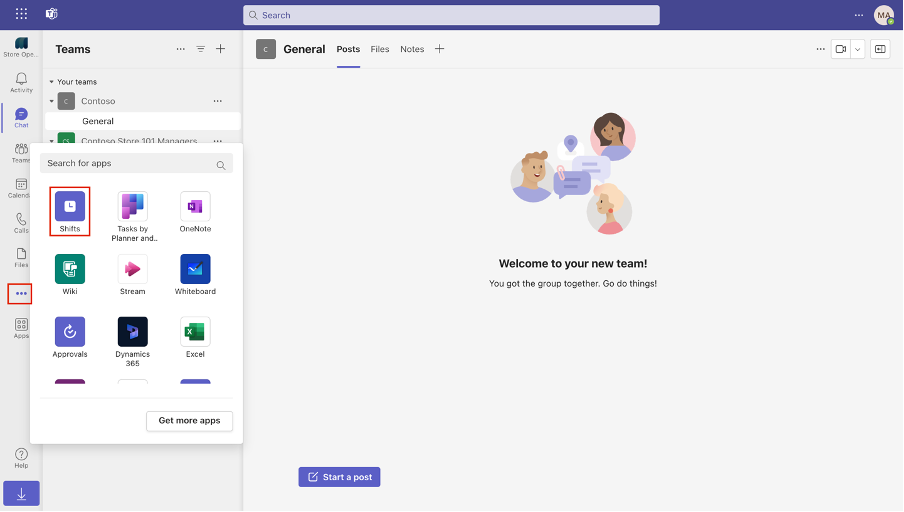 Search
MA
Store Ope...
Activity
Chat
Teams
Calenda
Calls
Files
Apps
Help
Teams
Your teams
C
Contoso
General
CS
Contoso Store 101 Managers
Search for apps
Shifts
Tasks by
Planner and..
OneNote
Wiki
Stream
Whiteboard
Approvals
Dynamics
365
Excel
Get more apps
C
General
Posts
Files
Notes
Welcome to your new team!
You got the group together. Go do things!
Start a post